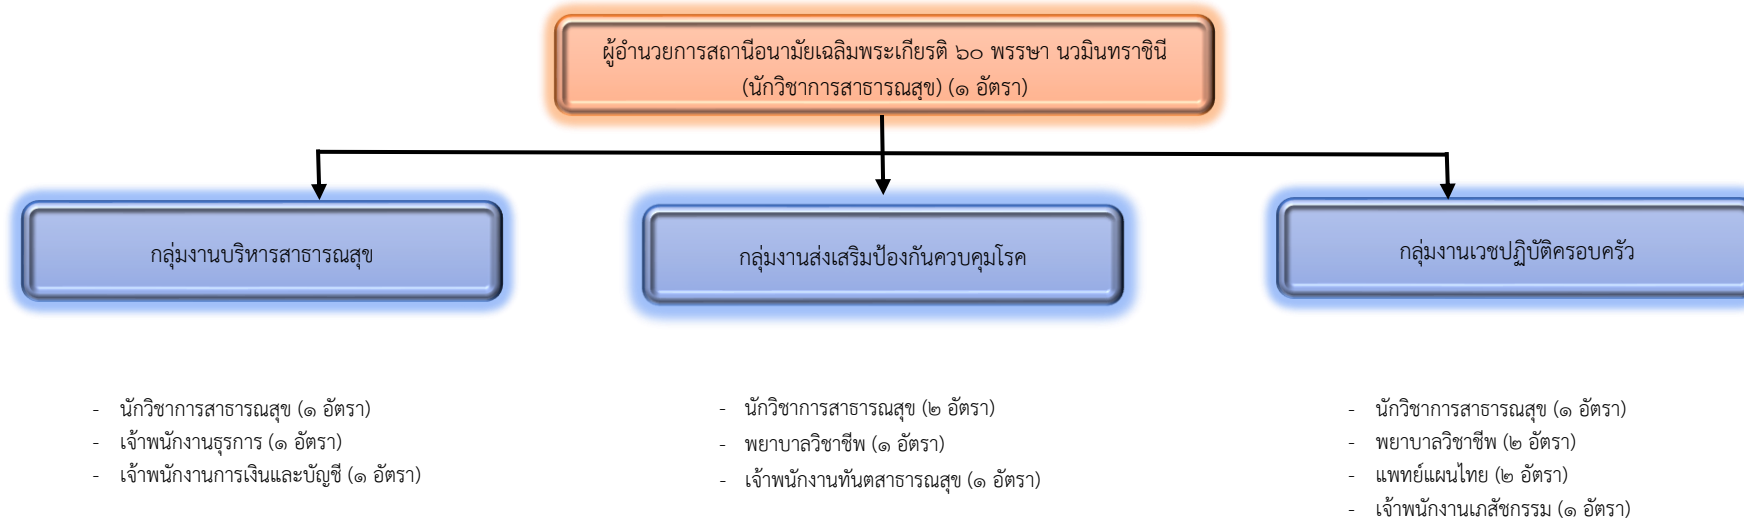 ผู้อำนวยการสถานีอนามัยเฉลิมพระเกียรติ ๖๐ พรรษา นวมินทราชินี
(นักวิชาการสาธารณสุข) (๑ อัตรา)
กลุ่มงานบริหารสาธารณสุข
กลุ่มงานส่งเสริมป้องกันควบคุมโรค
กลุ่มงานเวชปฏิบัติครอบครัว
- นักวิชาการสาธารณสุข (๑ อัตรา)
- เจ้าพนักงานธุรการ (๑ อัตรา)
- เจ้าพนักงานการเงินและบัญชี (๑ อัตรา)
- นักวิชาการสาธารณสุข (๒ อัตรา)
- พยาบาลวิชาชีพ (๑ อัตรา)
- เจ้าพนักงานทันตสาธารณสุข (๑ อัตรา)
- นักวิชาการสาธารณสุข (๑ อัตรา)
- พยาบาลวิชาชีพ (๒ อัตรา)
- แพทย์แผนไทย (๒ อัตรา)
- เจ้าพนักงานเภสัชกรรม (๑ อัตรา)